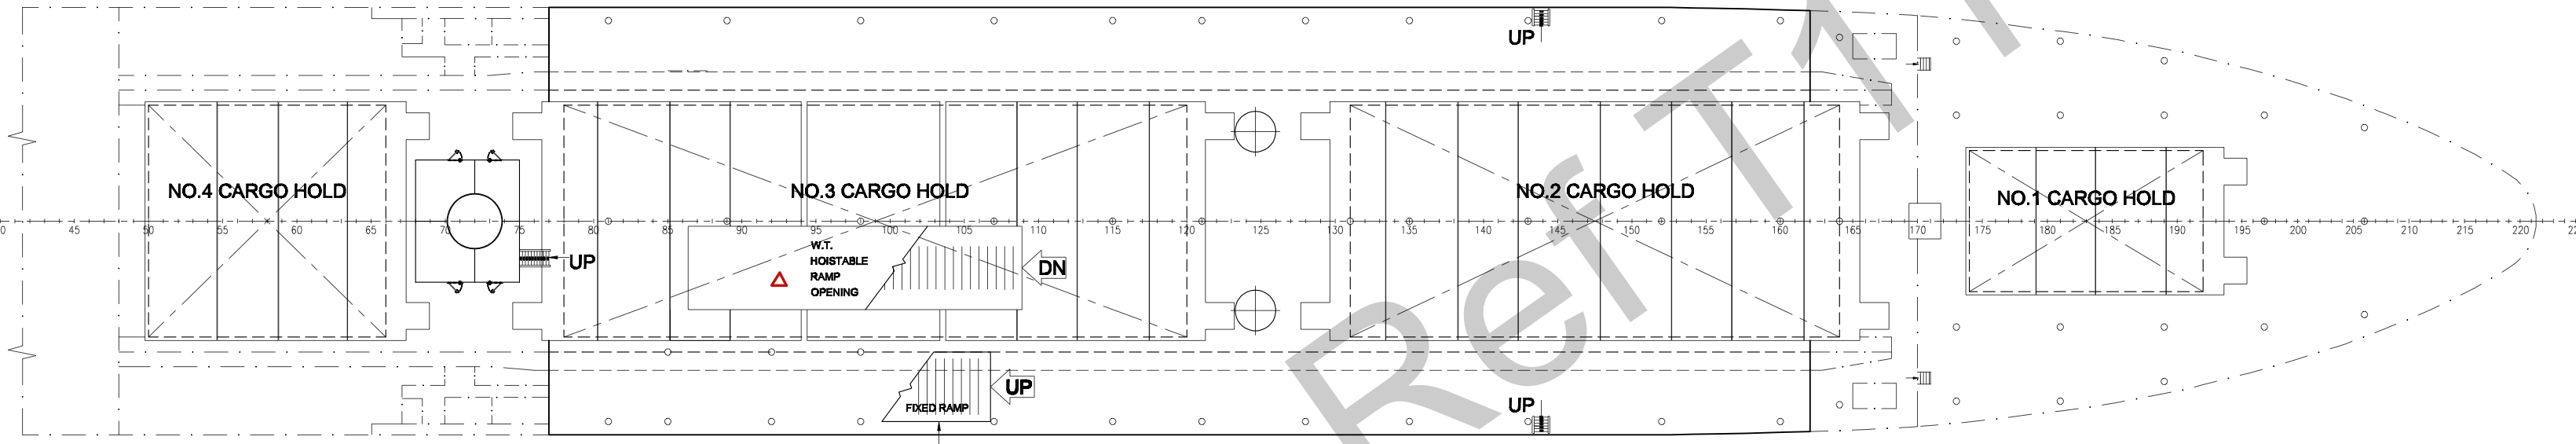 UP
Ref T1
NO.4 CARGO HOLD
NO.3 CARGO HOLD
NO.2 CARGO HOLD
NO.1 CARGO HOLD
45 50 55 60 65 70 75 80 85 90 95 100 105 110 115 120 125 130 135 140 145 150 155 160 165 170 175 180 185 190 195 200 205 210 215 220
W.T.
HOISTABLE
RAMP
OPENING
UP
DN
UP
FIXED RAMP
UP